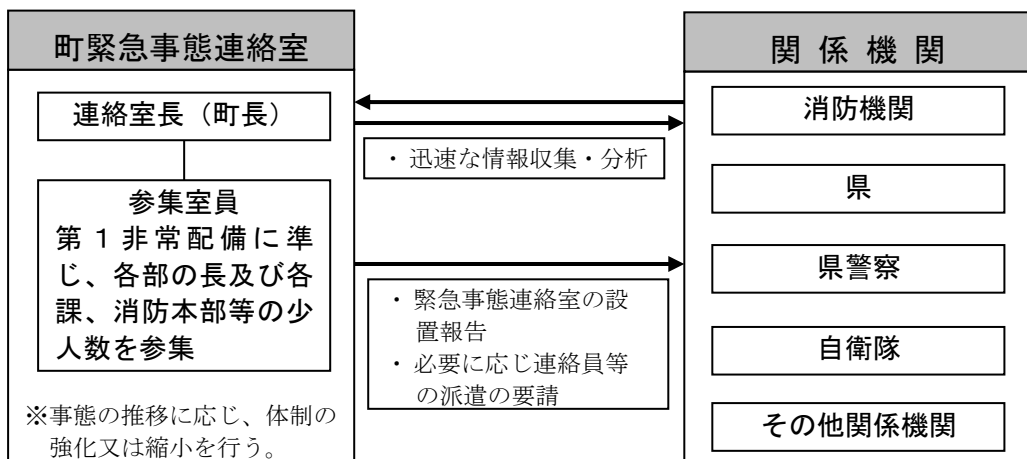 町緊急事態連絡室
連絡室長（町長）
参集室員
第１非常配備に準
じ、各部の長及び各
課、消防本部等の少
人数を参集
※事態の推移に応じ、体制の
強化又は縮小を行う。
・ 迅速な情報収集・分析
・ 緊急事態連絡室の設
置報告
・ 必要に応じ連絡員等
の派遣の要請
関 係 機 関
消防機関
県
県警察
自衛隊
その他関係機関